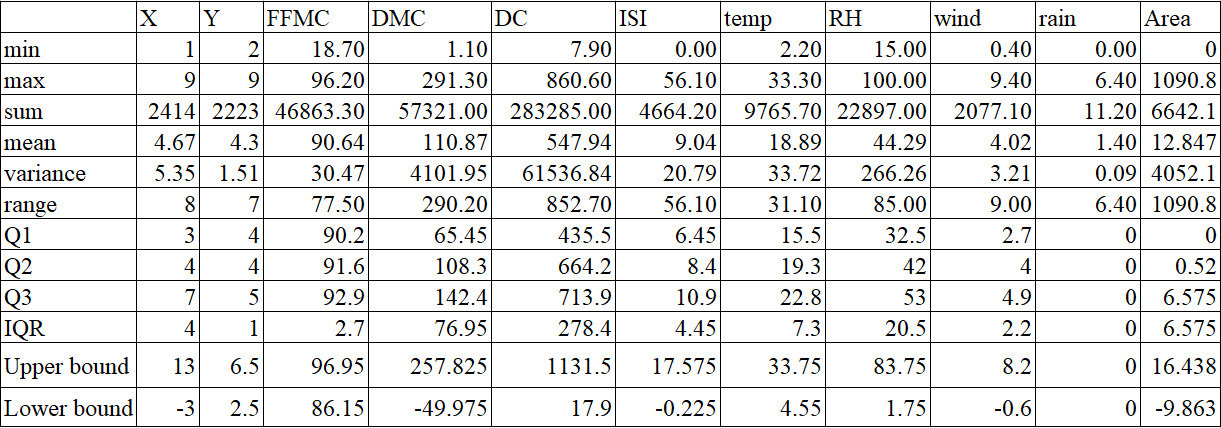 X Y FFMC DMC DC ISI temp RH wind rain Area
min 1 2 18.70 1.10 7.90 0.00 2.20 15.00 0.40 0.00 0
max 9 9 96.20 291.30 860.60 56.10 33.30 100.00 9.40 6.40 1090.8
sum 2414 2223 46863.30 57321.00 283285.00 4664.20 9765.70 22897.00 2077.10 11.20 6642.1
mean 4.67 4.3 90.64 110.87 547.94 9.04 18.89 44.29 4.02 1.40 12.847
variance 5.35 1.51 30.47 4101.95 61536.84 20.79 33.72 266.26 3.21 0.09 4052.1
range 8 7 77.50 290.20 852.70 56.10 31.10 85.00 9.00 6.40 1090.8
Q1 3 4 90.2 65.45 435.5 6.45 15.5 32.5 2.7 0 0
Q2 4 4 91.6 108.3 664.2 8.4 19.3 42 4 0 0.52
Q3 7 5 92.9 142.4 713.9 10.9 22.8 53 4.9 0 6.575
IQR 4 1 2.7 76.95 278.4 4.45 7.3 20.5 2.2 0 6.575
Upper bound 13 6.5 96.95 257.825 1131.5 17.575 33.75 83.75 8.2 0 16.438
Lower bound -3 2.5 86.15 -49.975 17.9 -0.225 4.55 1.75 -0.6 0 -9.863